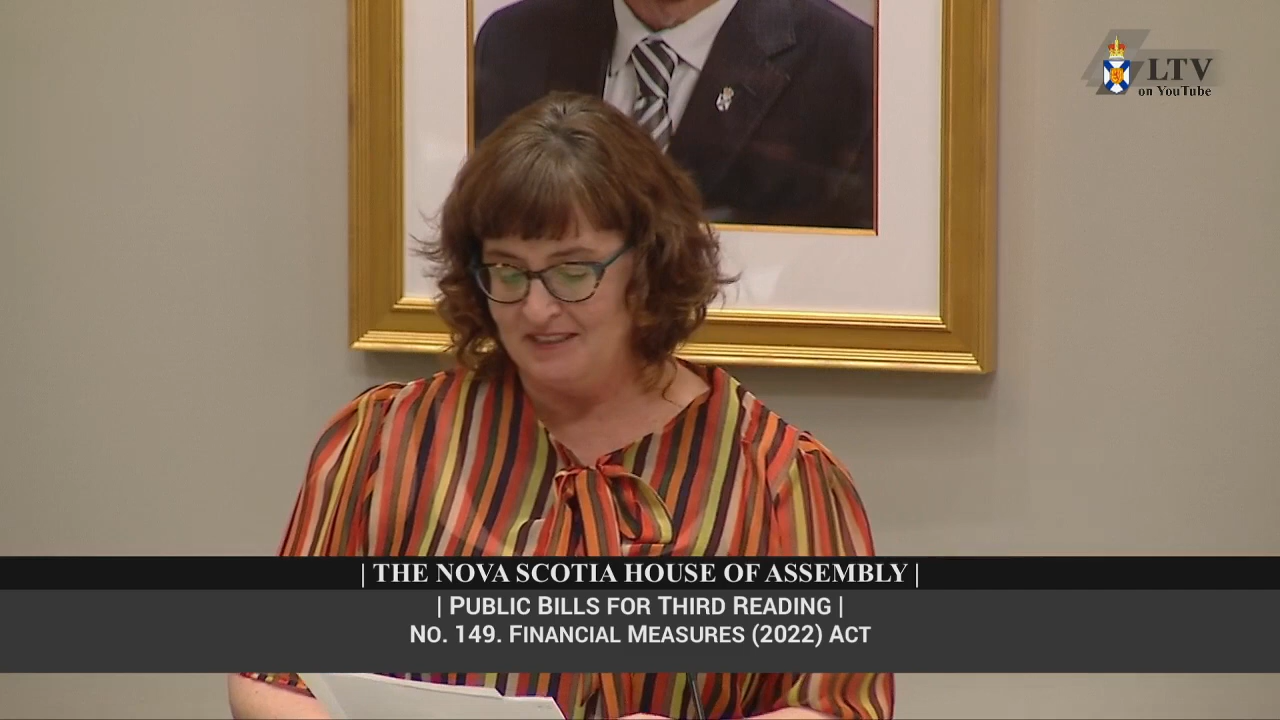 LTV
on YouTube
| THE NOVA SCOTIA HOUSE OF ASSEMBLY |
| PUBLIC BILLS FOR THIRD READING |
NO. 149. FINANCIAL MEASURES (2022) ACT